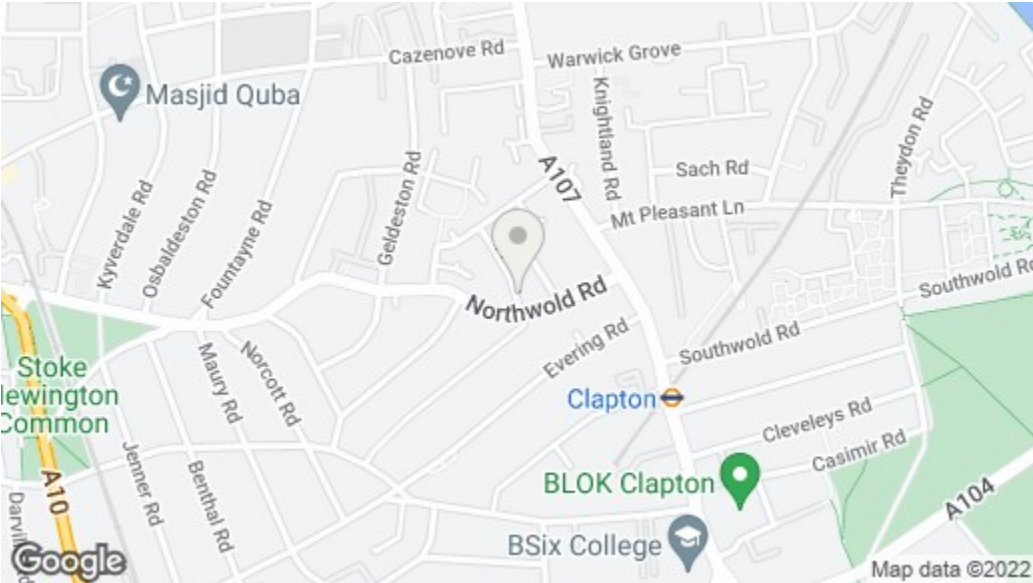 Cazenove Rd
Warwick Grove
Masjid Quba
Knightland Rd
Theydon Rd
A107
Sach Rd
Kyverdale Rd
Osbaldeston Rd
Fountayne Rd
Geldeston Rd
Mt Pleasant Ln
Northwold Rd
Southwold Rd
Southwold Rd
Evering Rd
Stoke
lewington
Common
Maury Rd
Norcott Rd
Clapton
Cleveleys Rd
Casimir Rd
Jenner Rd
Benthal Rd
A10
BLOK Clapton
A104
BSix College
Google
Map data ©2022